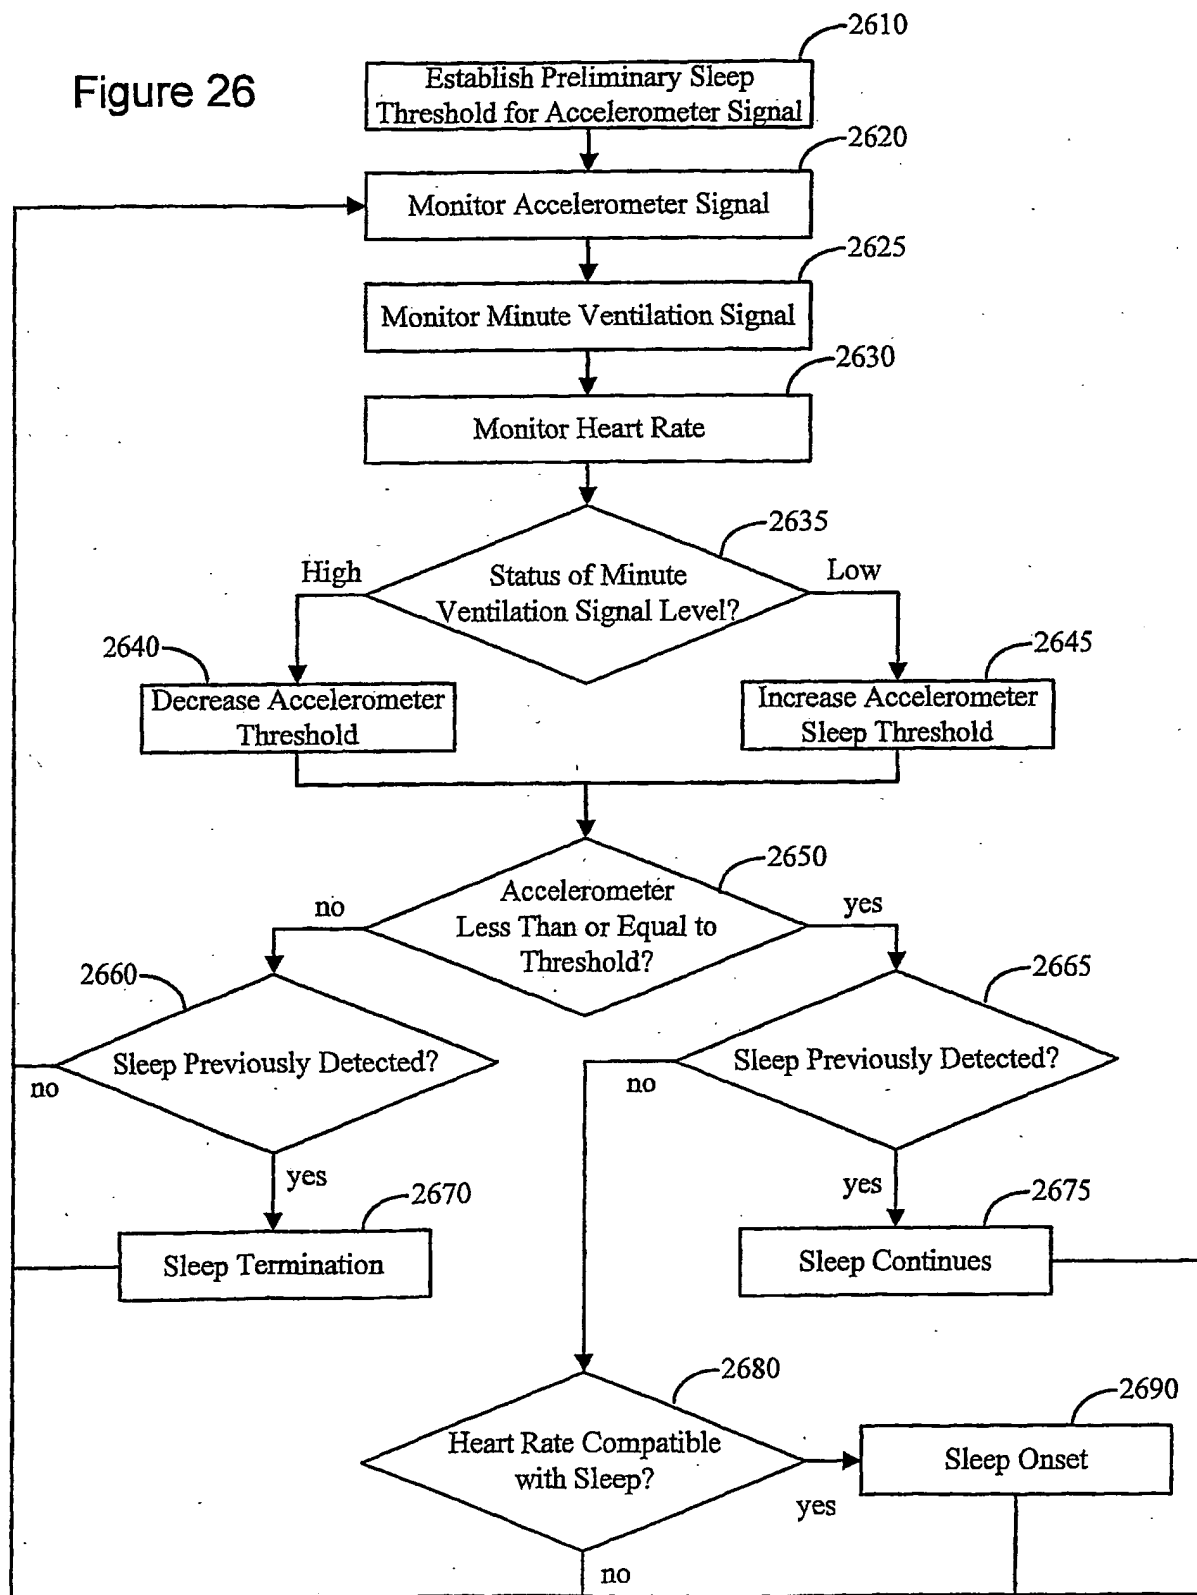 Figure 26
2610
Establish Preliminary Sleep
Threshold for Accelerometer Signal
2620
Monitor Accelerometer Signal
2625
Monitor Minute Ventilation Signal
2630
Monitor Heart Rate
2635
Status of Minute
Ventilation Signal Level?
High
Low
2640
Decrease Accelerometer
Threshold
2645
Increase Accelerometer
Sleep Threshold
2650
Accelerometer
Less Than or Equal to
Threshold?
no
yes
2660
Sleep Previously Detected?
no
yes
2665
Sleep Previously Detected?
no
yes
2670
Sleep Termination
2675
Sleep Continues
2680
Heart Rate Compatible
with Sleep?
yes
no
2690
Sleep Onset